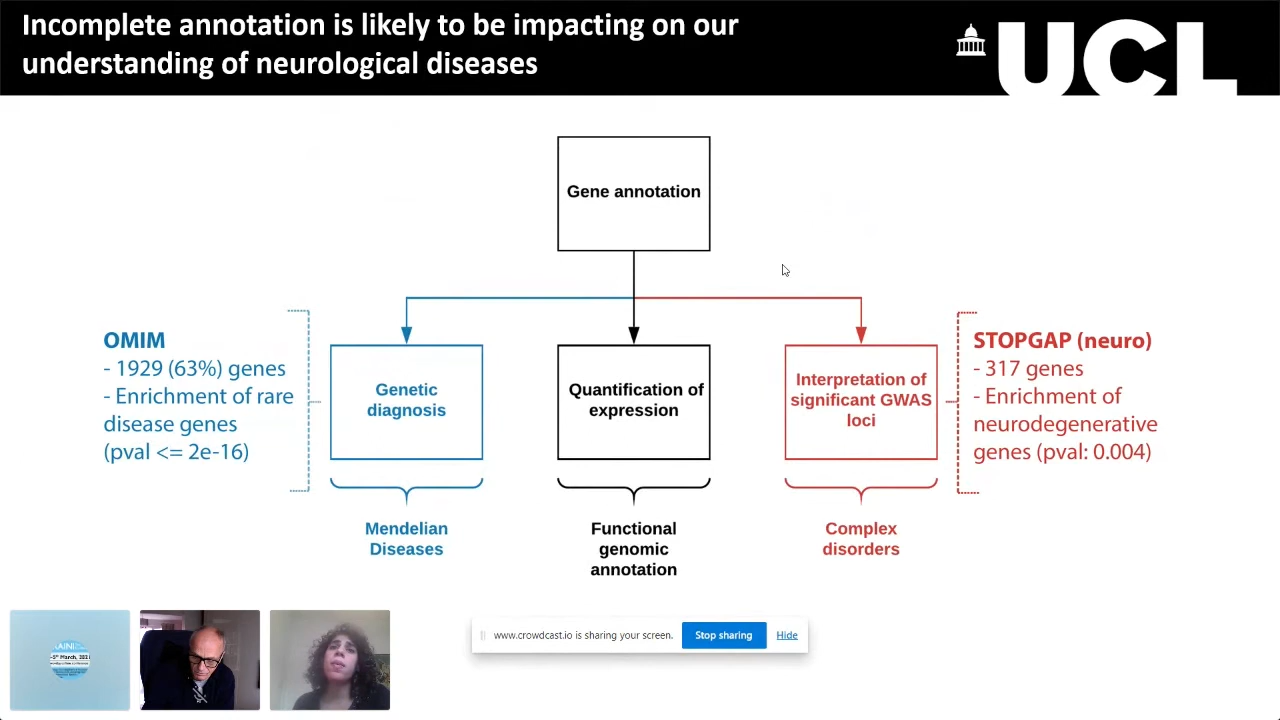 Incomplete annotation is likely to be impacting on our
understanding of neurological diseases
UCL
Gene annotation
OMIM
- 1929 (63%) genes
- Enrichment of rare
disease genes
(pval <= 2e-16)
Genetic
diagnosis
Quantification of
expression
Interpretation of
significant GWAS
loci
STOPGAP (neuro)
- 317 genes
- Enrichment of
neurodegenerative
genes (pval: 0.004)
Mendelian
Diseases
Functional
genomic
annotation
Complex
disorders
www.crowdcast.io is sharing your screen.
Stop sharing
Hide